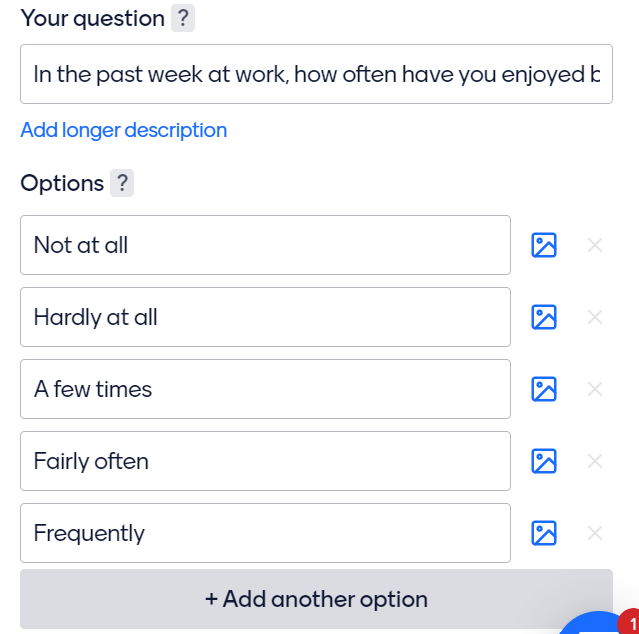 Your question ?
In the past week at work, how often have you enjoyed b
Add longer description
Options ?
Not at all
Hardly at all
A few times
Fairly often
Frequently
+ Add another option
1